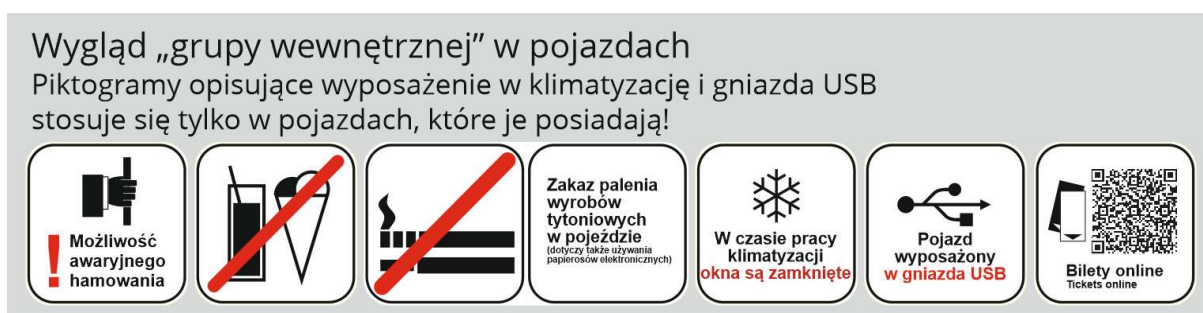 Wygląd „grupy wewnętrznej” w pojazdach
Piktogramy opisujące wyposażenie w klimatyzację i gniazda USB
stosuje się tylko w pojazdach, które je posiadają!
! Możliwość
awaryjnego
hamowania
Zakaz palenia
wyrobów
tytoniowych
w pojeździe
(dotyczy także używania
papierosów elektronicznych)
W czasie pracy
klimatyzacji
okna są zamknięte
Pojazd
wyposażony
w gniazda USB
Bilety online
Tickets online